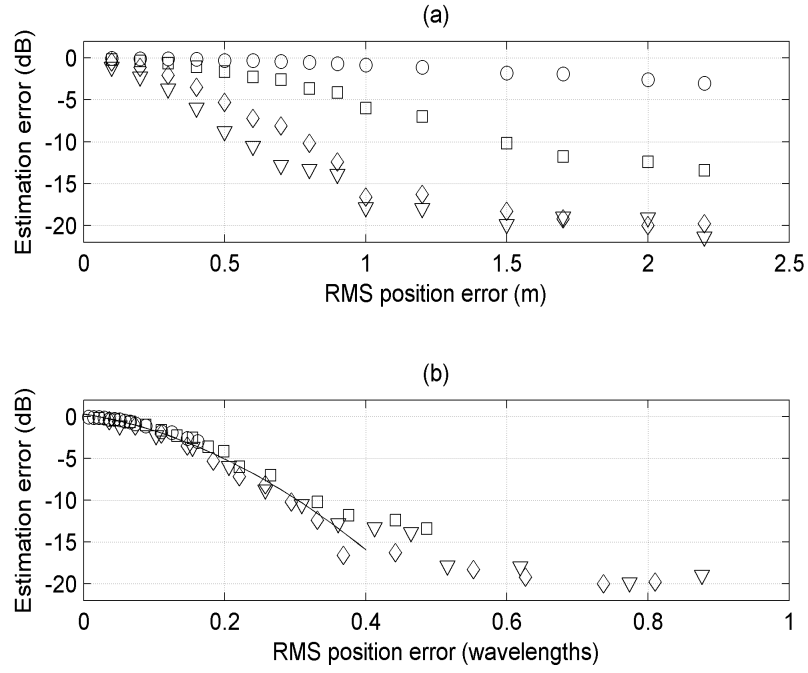 (a)
Estimation error (dB)
0
-5
-10
-15
-20
0 0.5 1 1.5 2 2.5
RMS position error (m)
(b)
Estimation error (dB)
0
-5
-10
-15
-20
0 0.2 0.4 0.6 0.8 1
RMS position error (wavelengths)